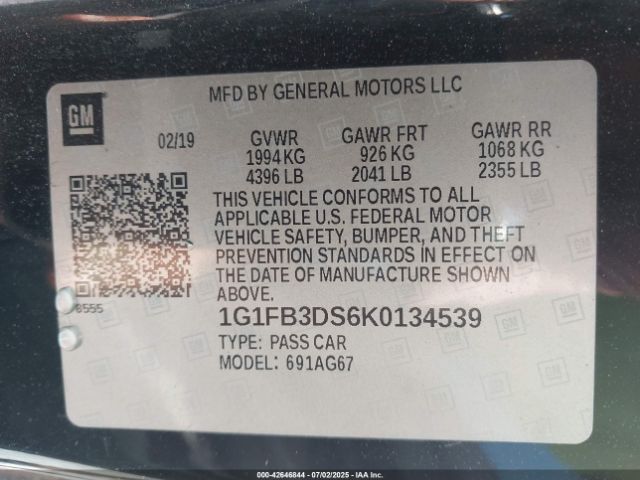 GM
MFD BY GENERAL MOTORS LLC
02/19 GVWR GAWR FRT GAWR RR
1994 KG 926 KG 1068 KG
4396 LB 2041 LB 2355 LB
THIS VEHICLE CONFORMS TO ALL
APPLICABLE U.S. FEDERAL MOTOR
VEHICLE SAFETY, BUMPER, AND THEFT
PREVENTION STANDARDS IN EFFECT ON
THE DATE OF MANUFACTURE SHOWN
ABOVE.
1G1FB3DS6K0134539
TYPE: PASS CAR
MODEL: 691AG67
© Copyright - 42646844 - 07/02/2025 - IAA Inc.